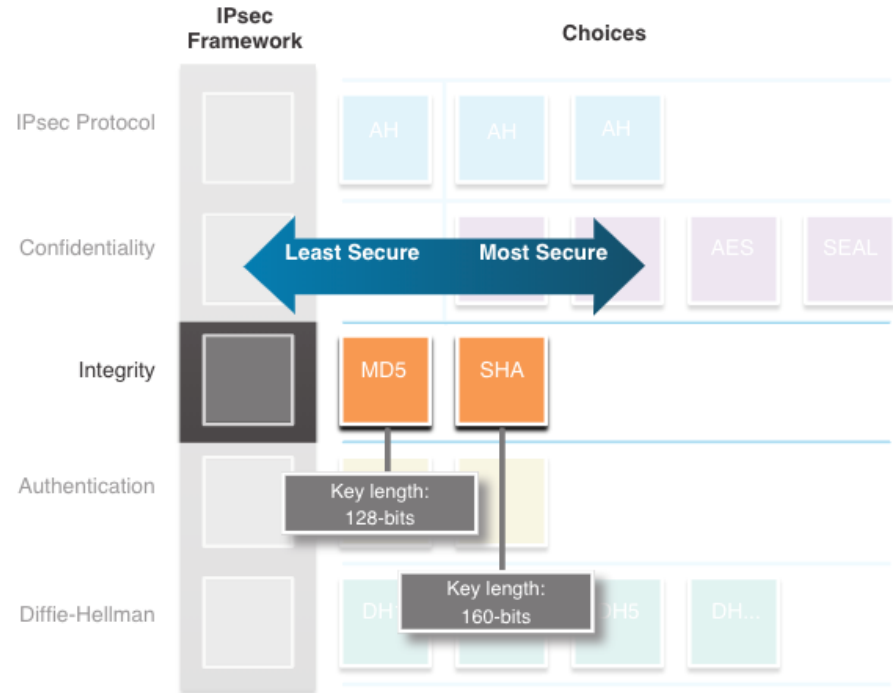 IPsec
Framework
Choices
IPsec Protocol
AH
AH
AH
Confidentiality
Least Secure
Most Secure
AES
SEAL
Integrity
MD5
SHA
Authentication
Key length:
128-bits
Diffie-Hellman
Key length:
160-bits
DH5
DH...